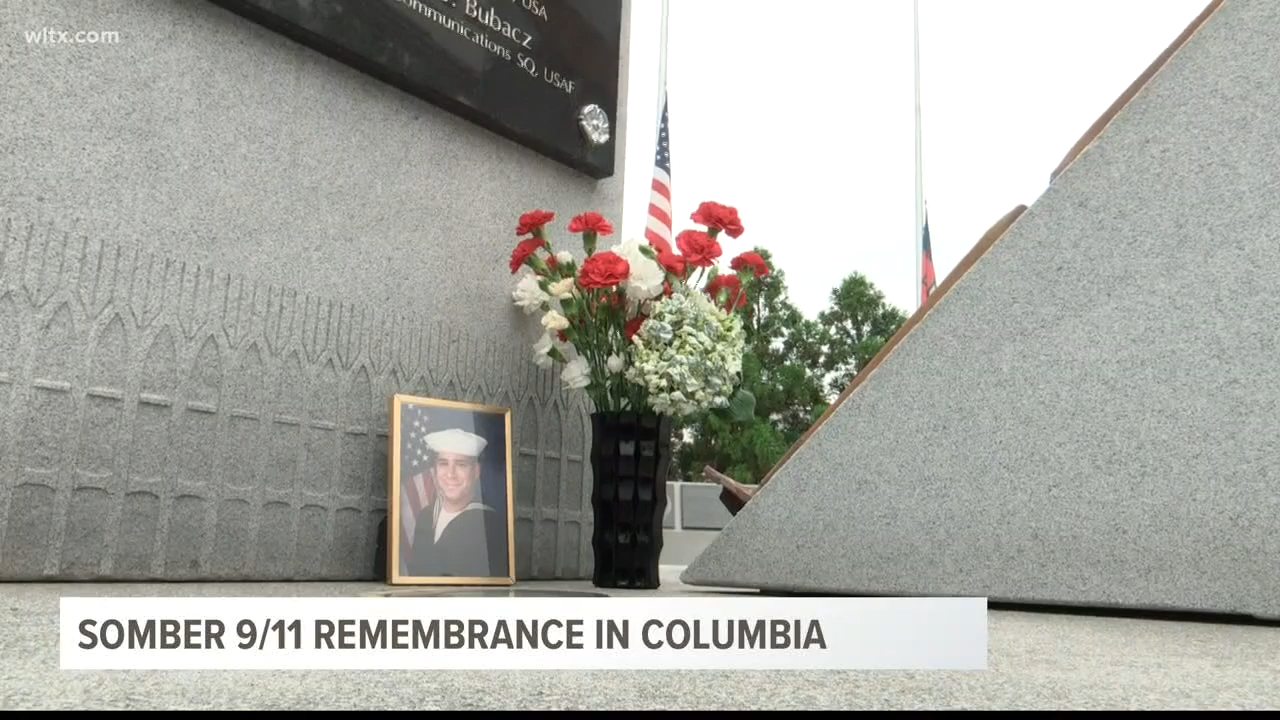 wltx.com
USA
Bubacz
Communications SQ, USAF
SOMBER 9/11 REMEMBRANCE IN COLUMBIA